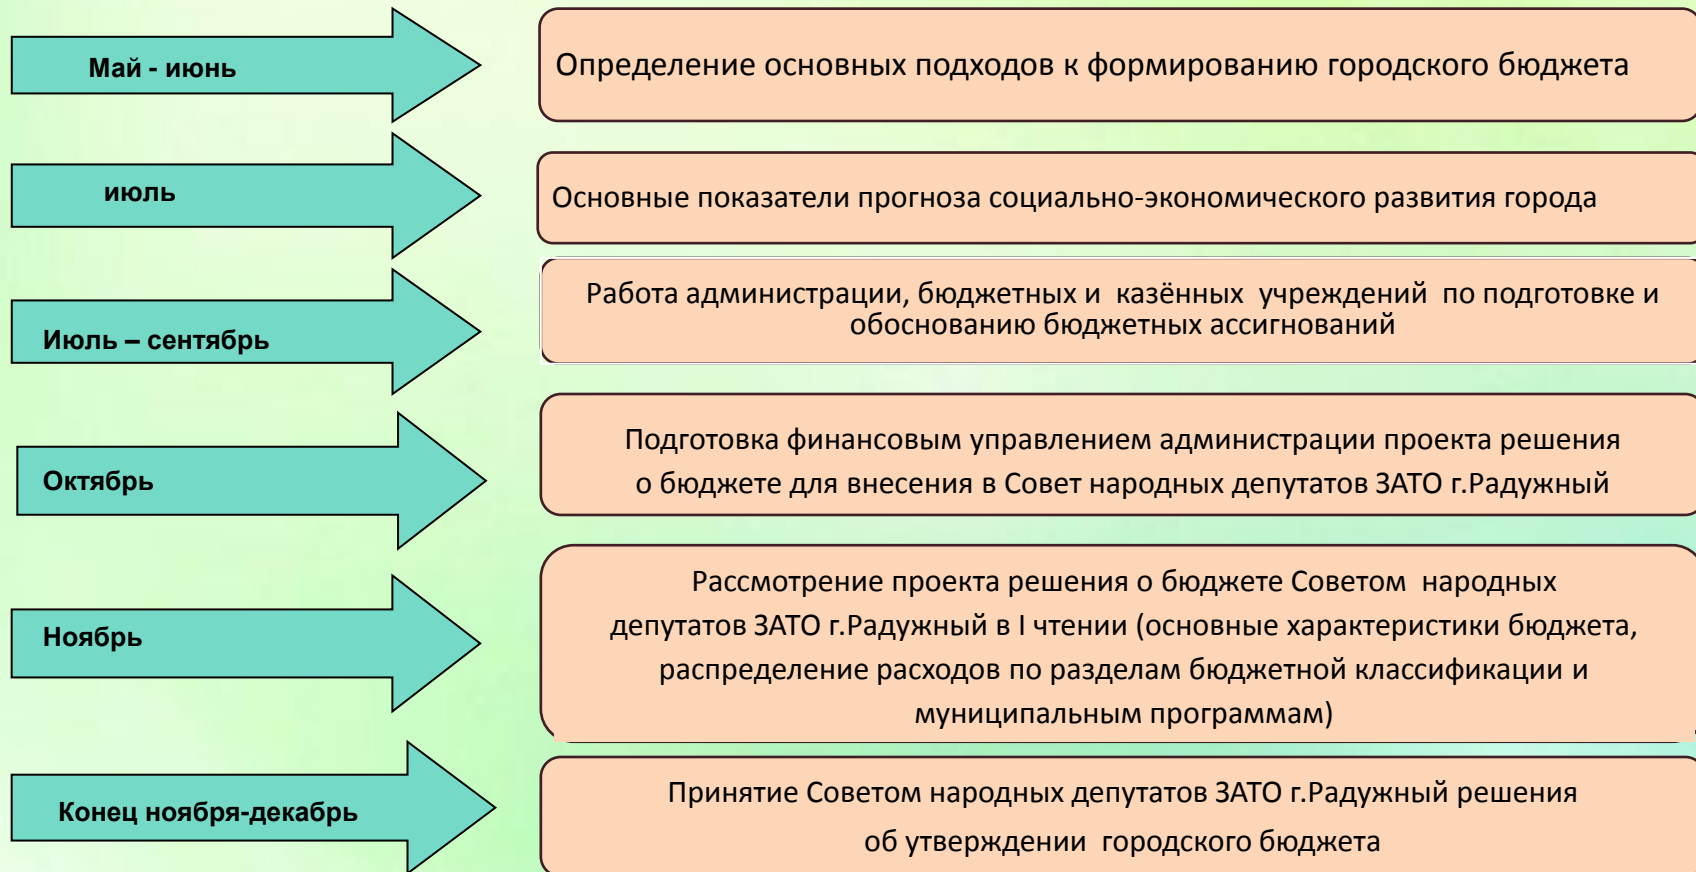 Май - июнь
Определение основных подходов к формированию городского бюджета
июль
Основные показатели прогноза социально-экономического развития города
Июль – сентябрь
Работа администрации, бюджетных и казённых учреждений по подготовке и
обоснованию бюджетных ассигнований
Октябрь
Подготовка финансовым управлением администрации проекта решения
о бюджете для внесения в Совет народных депутатов ЗАТО г.Радужный
Ноябрь
Рассмотрение проекта решения о бюджете Советом народных
депутатов ЗАТО г.Радужный в I чтении (основные характеристики бюджета,
распределение расходов по разделам бюджетной классификации и
муниципальным программам)
Конец ноября-декабрь
Принятие Советом народных депутатов ЗАТО г.Радужный решения
об утверждении городского бюджета